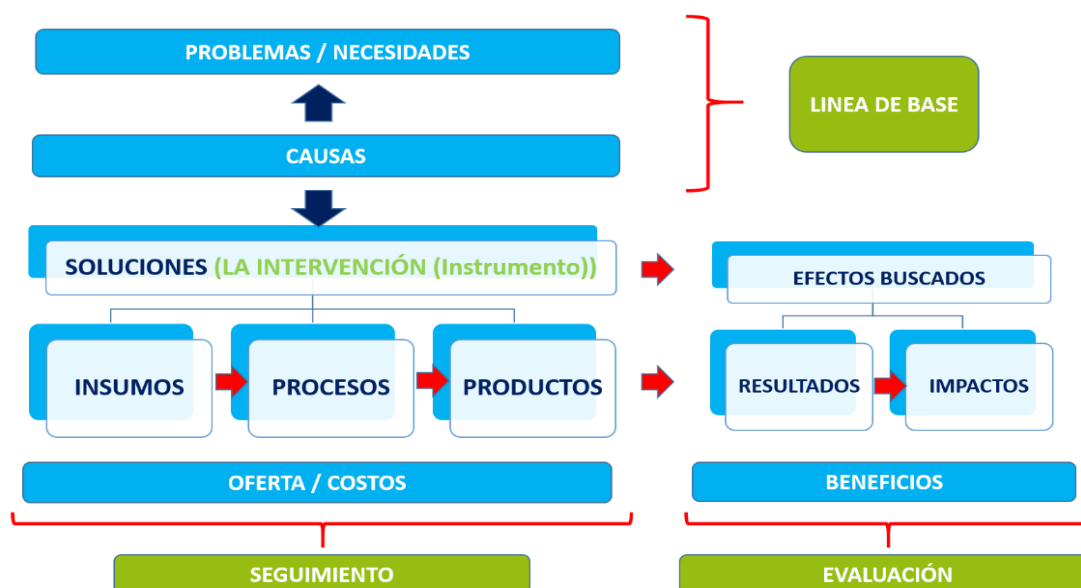 PROBLEMAS / NECESIDADES
LINEA DE BASE
CAUSAS
SOLUCIONES (LA INTERVENCIÓN (Instrumento))
EFECTOS BUSCADOS
INSUMOS
PROCESOS
PRODUCTOS
RESULTADOS
IMPACTOS
OFERTA / COSTOS
BENEFICIOS
SEGUIMIENTO
EVALUACIÓN